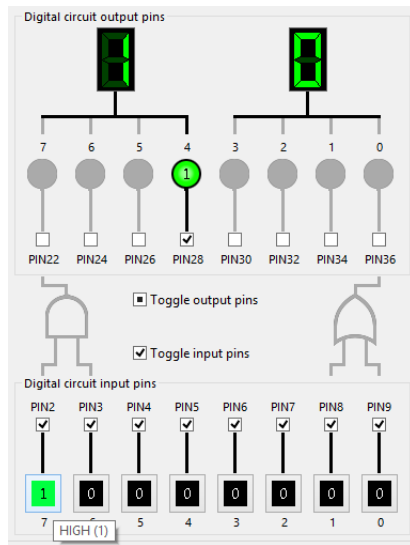 Digital circuit output pins
1 0
7 6 5 4 3 2 1 0
1
PIN22 PIN24 PIN26 PIN28 PIN30 PIN32 PIN34 PIN36
Toggle output pins
Toggle input pins
Digital circuit input pins
PIN2 PIN3 PIN4 PIN5 PIN6 PIN7 PIN8 PIN9
1 0 0 0 0 0 0 0
7 5 4 3 2 1 0
HIGH (1)